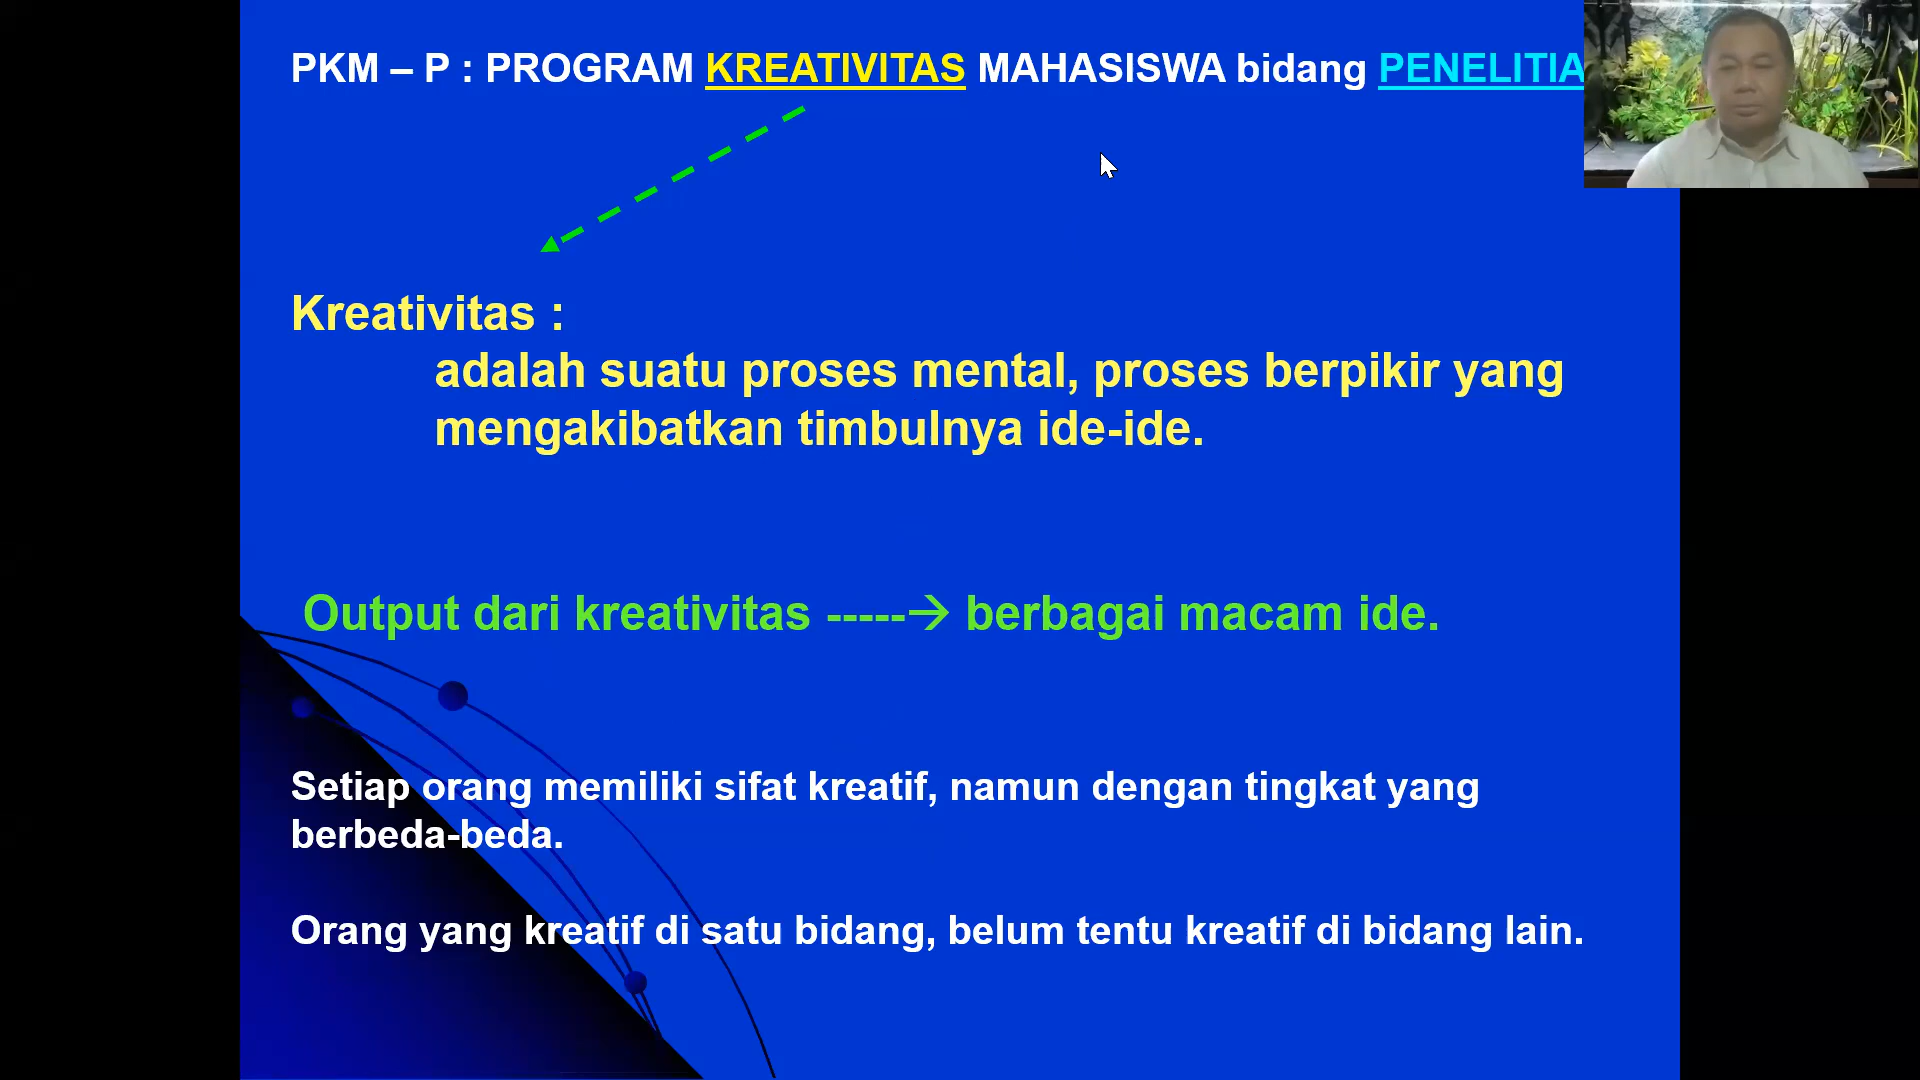 PKM – P : PROGRAM KREATIVITAS MAHASISWA bidang PENELITIA
Kreativitas :
adalah suatu proses mental, proses berpikir yang
mengakibatkan timbulnya ide-ide.
Output dari kreativitas -----→ berbagai macam ide.
Setiap orang memiliki sifat kreatif, namun dengan tingkat yang
berbeda-beda.
Orang yang kreatif di satu bidang, belum tentu kreatif di bidang lain.